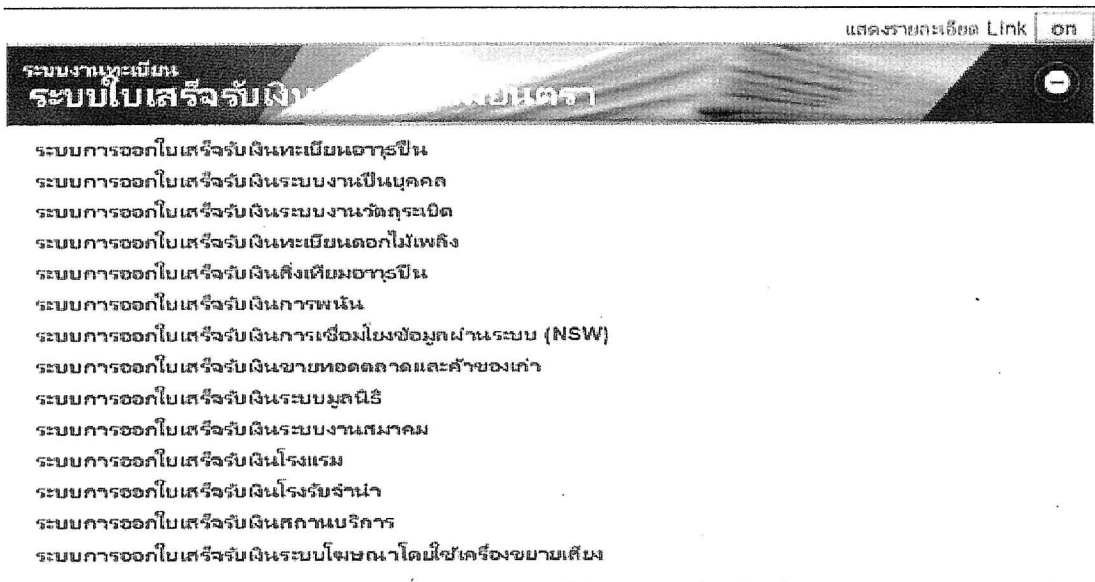 แสดงรายละเอียด Link on
ระบบงานทะเบียน
ระบบใบเสร็จรับเงิน
ระบบการออกใบเสร็จรับเงินทะเบียนอาวุธปืน
ระบบการออกใบเสร็จรับเงินระบบงานปืนบุคคล
ระบบการออกใบเสร็จรับเงินระบบงานวัตถุระเบิด
ระบบการออกใบเสร็จรับเงินทะเบียนดอกไม้เพลิง
ระบบการออกใบเสร็จรับเงินสิ่งเทียมอาวุธปืน
ระบบการออกใบเสร็จรับเงินการพนัน
ระบบการออกใบเสร็จรับเงินการเชื่อมโยงข้อมูลผ่านระบบ (NSW)
ระบบการออกใบเสร็จรับเงินขายทอดตลาดและค้าของเก่า
ระบบการออกใบเสร็จรับเงินระบบมูลนิธิ
ระบบการออกใบเสร็จรับเงินระบบงานสมาคม
ระบบการออกใบเสร็จรับเงินโรงแรม
ระบบการออกใบเสร็จรับเงินโรงรับจำนำ
ระบบการออกใบเสร็จรับเงินสถานบริการ
ระบบการออกใบเสร็จรับเงินระบบโฆษณาโดยใช้เครื่องขยายเสียง